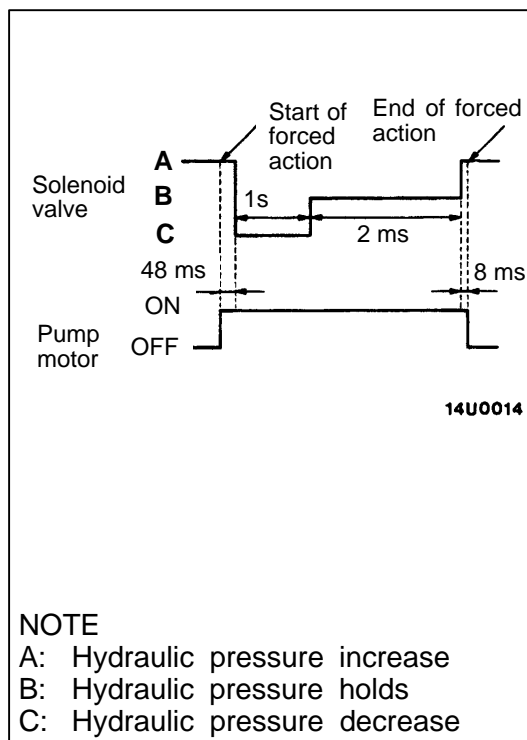 Start of
forced
action
End of forced
action
A
Solenoid
valve
B
1s
C
2 ms
48 ms
8 ms
ON
Pump
motor
OFF
14U0014
NOTE
A: Hydraulic pressure increase
B: Hydraulic pressure holds
C: Hydraulic pressure decrease